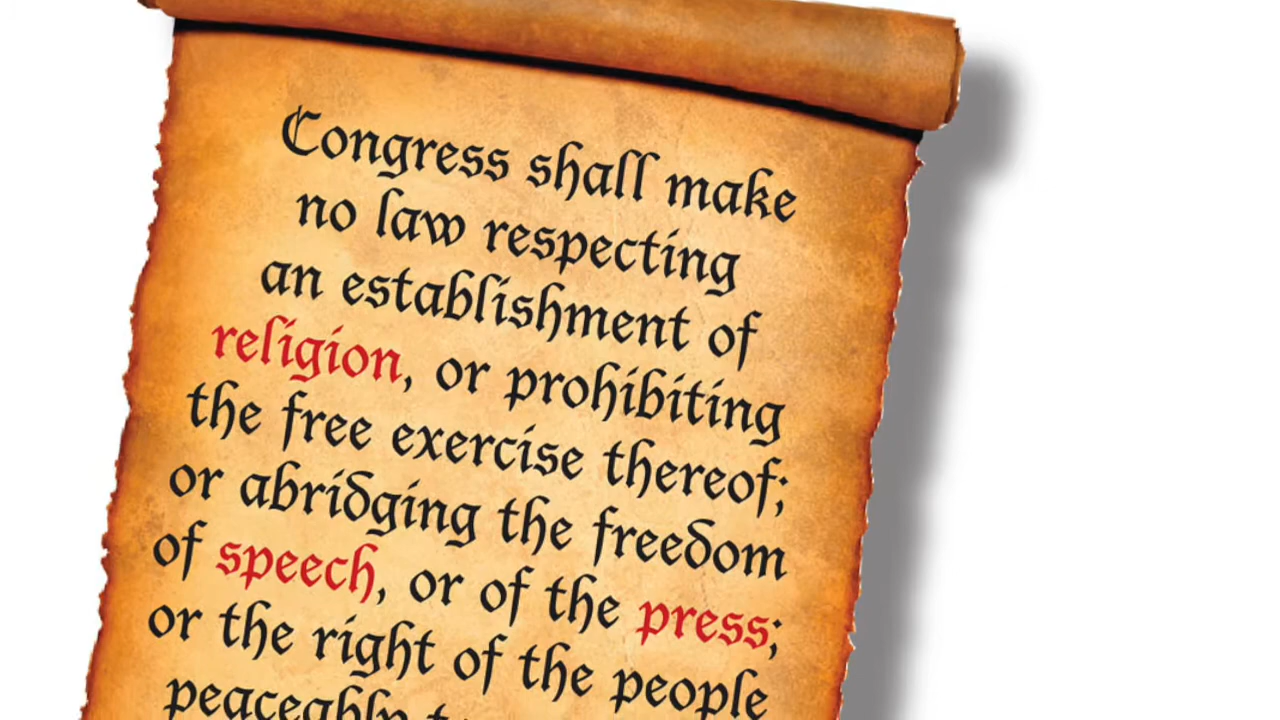 Congress shall make
no law respecting
an establishment of
religion, or prohibiting
the free exercise thereof;
or abridging the freedom
of speech, or of the press;
or the right of the people
peaceably